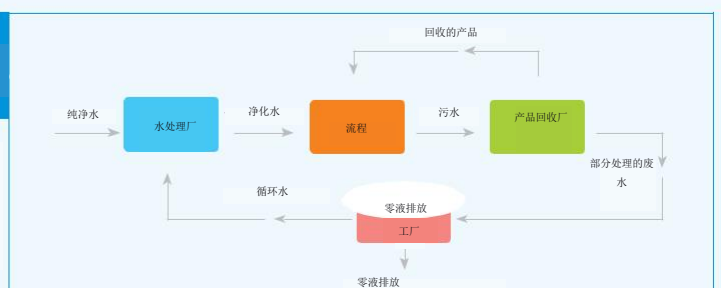 回收的产品
纯净水
水处理厂
净化水
流程
污水
产品回收厂
部分处理的废
水
循环水
零液排放
工厂
零液排放